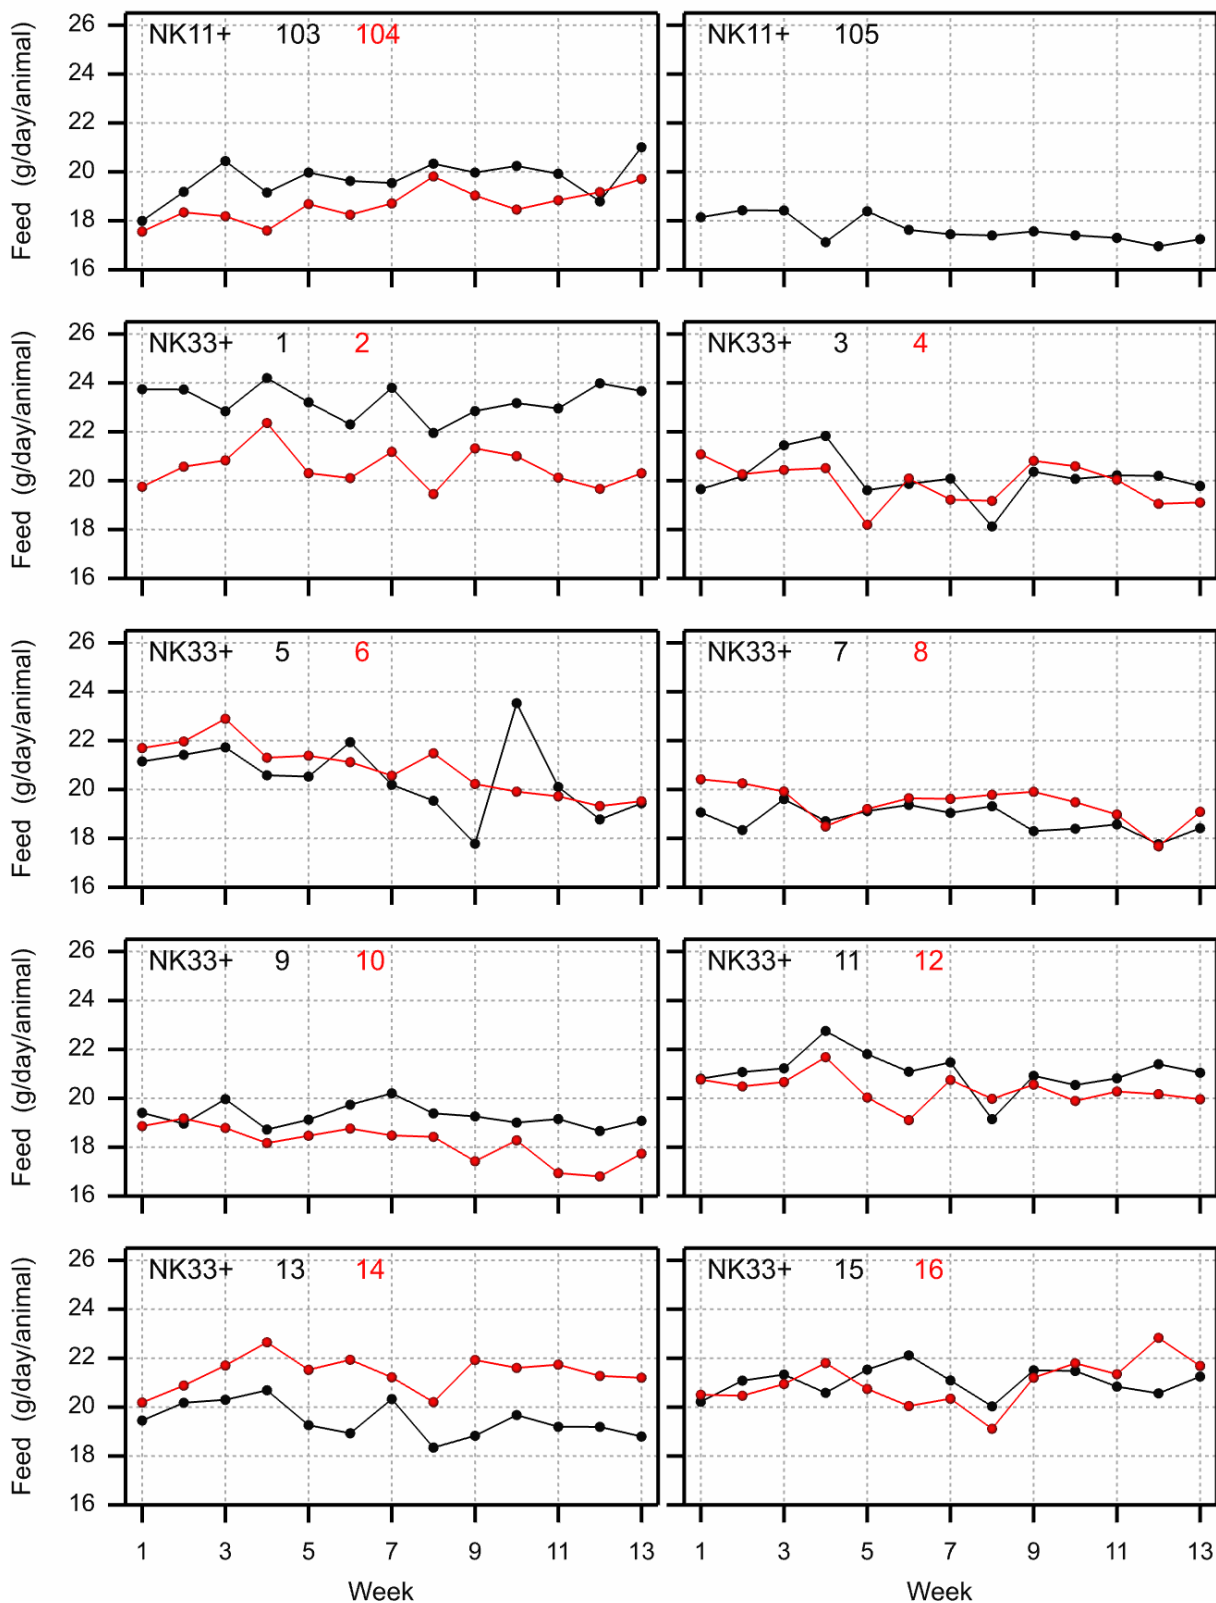 NK11+ 103 104
NK11+ 105
26
24
22
20
18
16
Feed (g/day/animal)
NK33+ 1 2
NK33+ 3 4
26
24
22
20
18
16
Feed (g/day/animal)
NK33+ 5 6
NK33+ 7 8
26
24
22
20
18
16
Feed (g/day/animal)
NK33+ 9 10
NK33+ 11 12
26
24
22
20
18
16
Feed (g/day/animal)
NK33+ 13 14
NK33+ 15 16
26
24
22
20
18
16
Feed (g/day/animal)
1 3 5 7 9 11 13
1 3 5 7 9 11 13
Week
Week